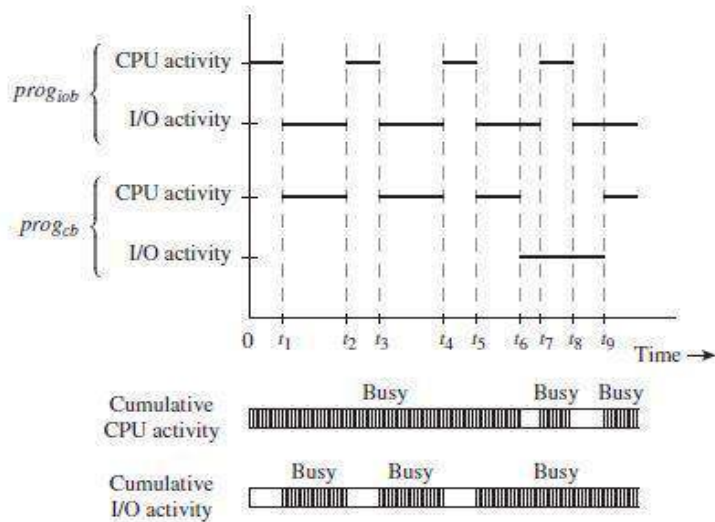 CPU activity
prog_iob
I/O activity
CPU activity
prog_cb
I/O activity
0 t1 t2 t3 t4 t5 t6 t7 t8 t9
Time →
Busy Busy Busy
Cumulative
CPU activity
Busy Busy Busy
Cumulative
I/O activity